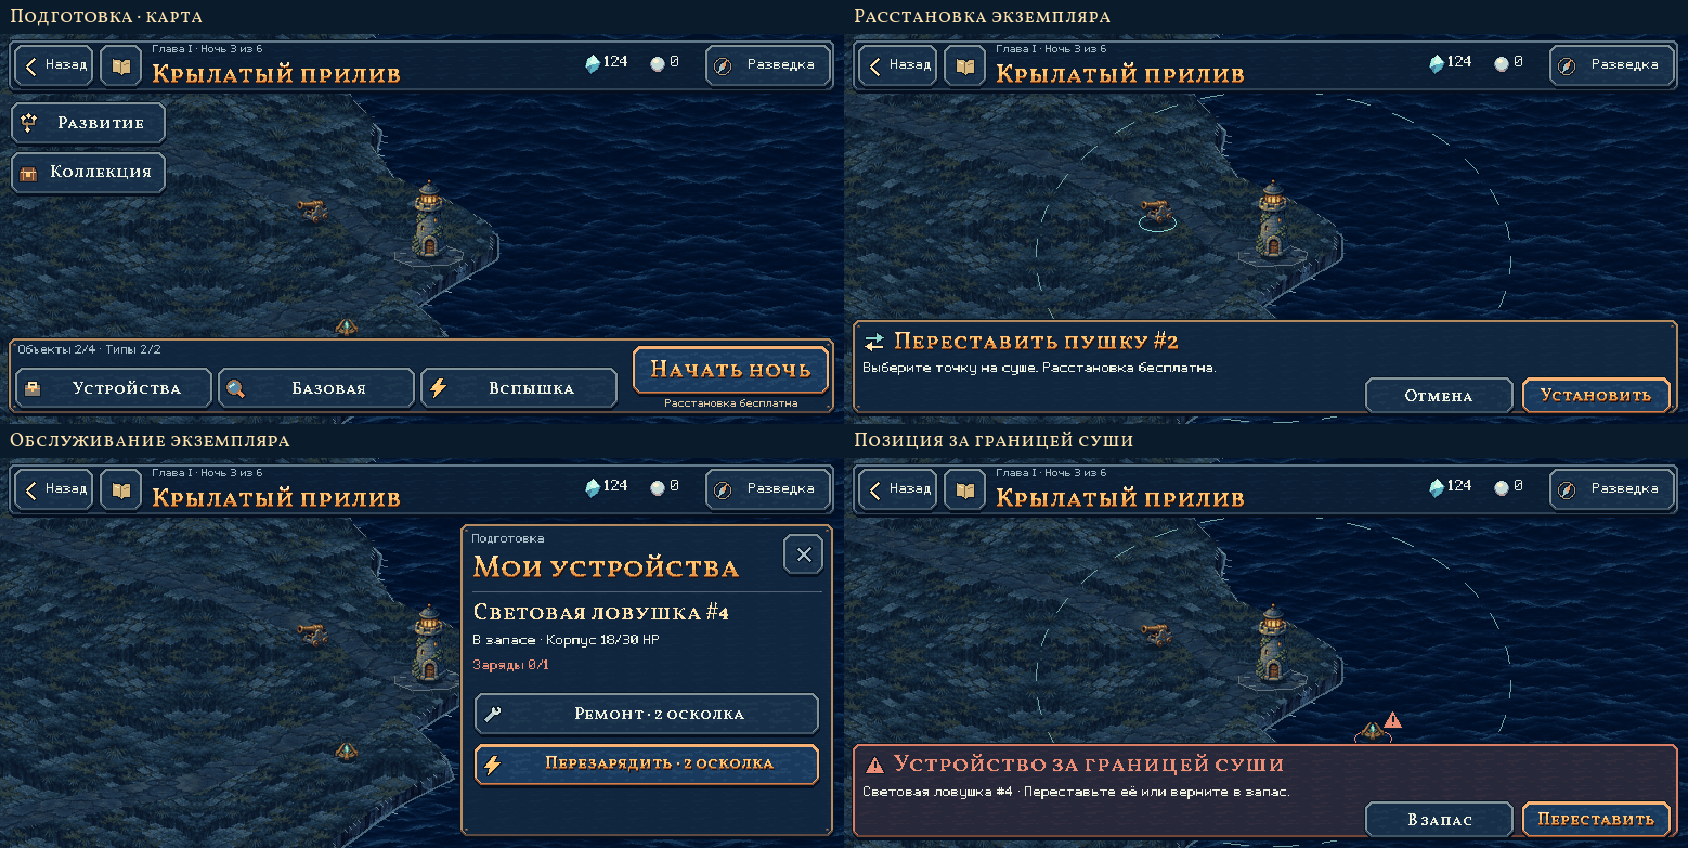 Подготовка · карта
Назад
Глава I · Ночь 3 из 6
Крылатый прилив
124
0
Разведка
Развитие
Коллекция
Объекты 2/4 · Типы 2/2
Устройства
Базовая
Вспышка
Начать ночь
Расстановка бесплатна
Расстановка экземпляра
Назад
Глава I · Ночь 3 из 6
Крылатый прилив
124
0
Разведка
Переставить пушку #2
Выберите точку на суше. Расстановка бесплатна.
Отмена
Установить
Обслуживание экземпляра
Назад
Глава I · Ночь 3 из 6
Крылатый прилив
124
0
Разведка
Подготовка
Мои устройства
Световая ловушка #4
В запасе · Корпус 18/30 HP
Заряды 0/1
Ремонт · 2 осколка
Перезарядить · 2 осколка
Позиция за границей суши
Назад
Глава I · Ночь 3 из 6
Крылатый прилив
124
0
Разведка
Устройство за границей суши
Световая ловушка #4 · Переставьте её или верните в запас.
В запас
Переставить